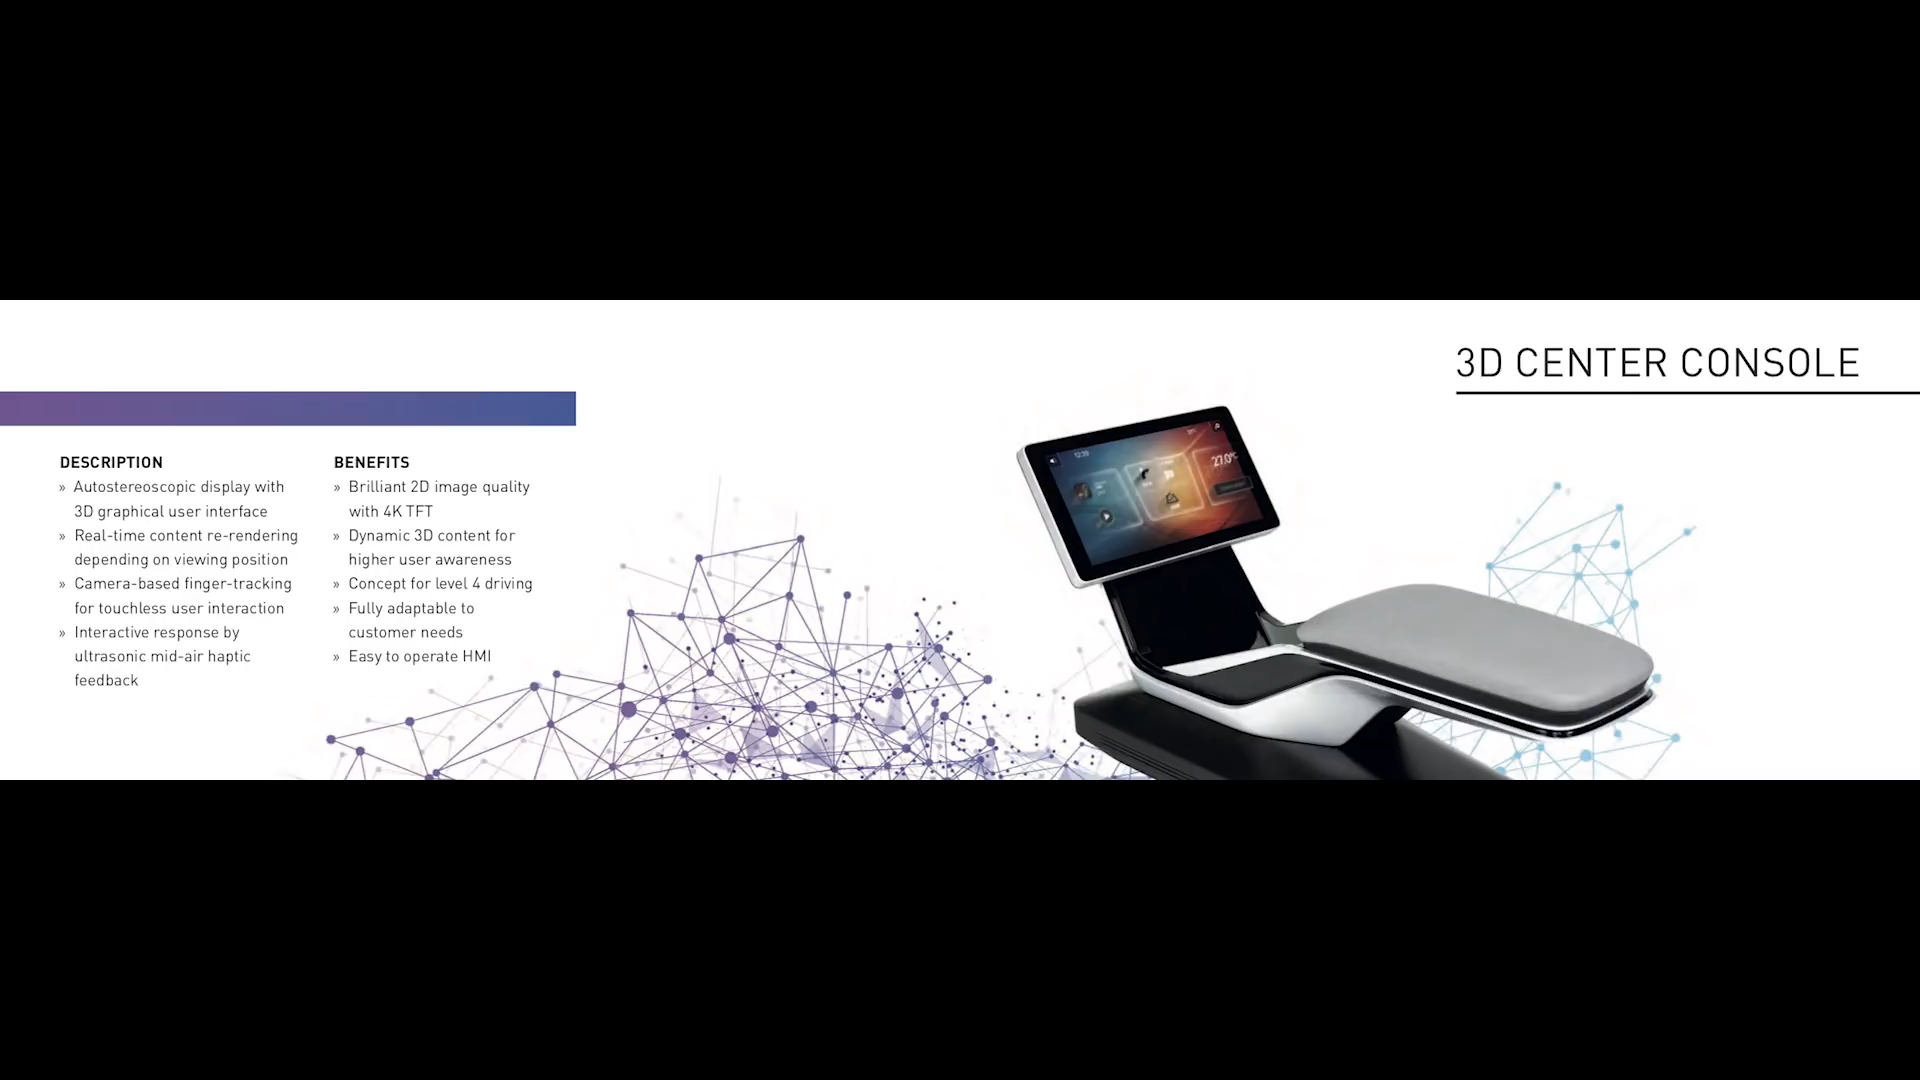 3D CENTER CONSOLE
DESCRIPTION
» Autostereoscopic display with
3D graphical user interface
» Real-time content re-rendering
depending on viewing position
» Camera-based finger-tracking
for touchless user interaction
» Interactive response by
ultrasonic mid-air haptic
feedback
BENEFITS
» Brilliant 2D image quality
with 4K TFT
» Dynamic 3D content for
higher user awareness
» Concept for level 4 driving
» Fully adaptable to
customer needs
» Easy to operate HMI
27.0°C